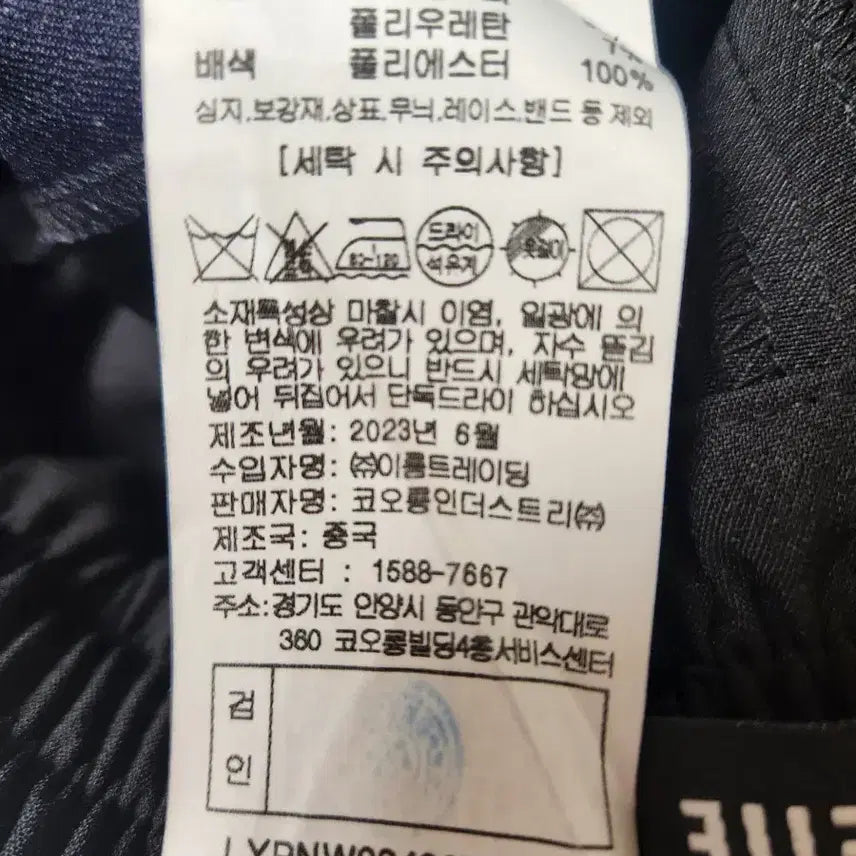 폴리우레탄
배색 폴리에스터 100%
심지.보강재.상표.무늬.레이스.밴드 등 제외
[세탁 시 주의사항]
80~120 드라이 석유계 옷걸이
소재특성상 마찰시 이염, 일광에 의
한 변색에 우려가 있으며, 자수 뜯김
의 우려가 있으니 반드시 세탁망에
넣어 뒤집어서 단독드라이 하십시오
제조년월: 2023년 6월
수입자명: ㈜이룸트레이딩
판매자명: 코오롱인더스트리㈜
제조국: 중국
고객센터 : 1588-7667
주소:경기도 안양시 동안구 관악대로
360 코오롱빌딩4층서비스센터
검
인